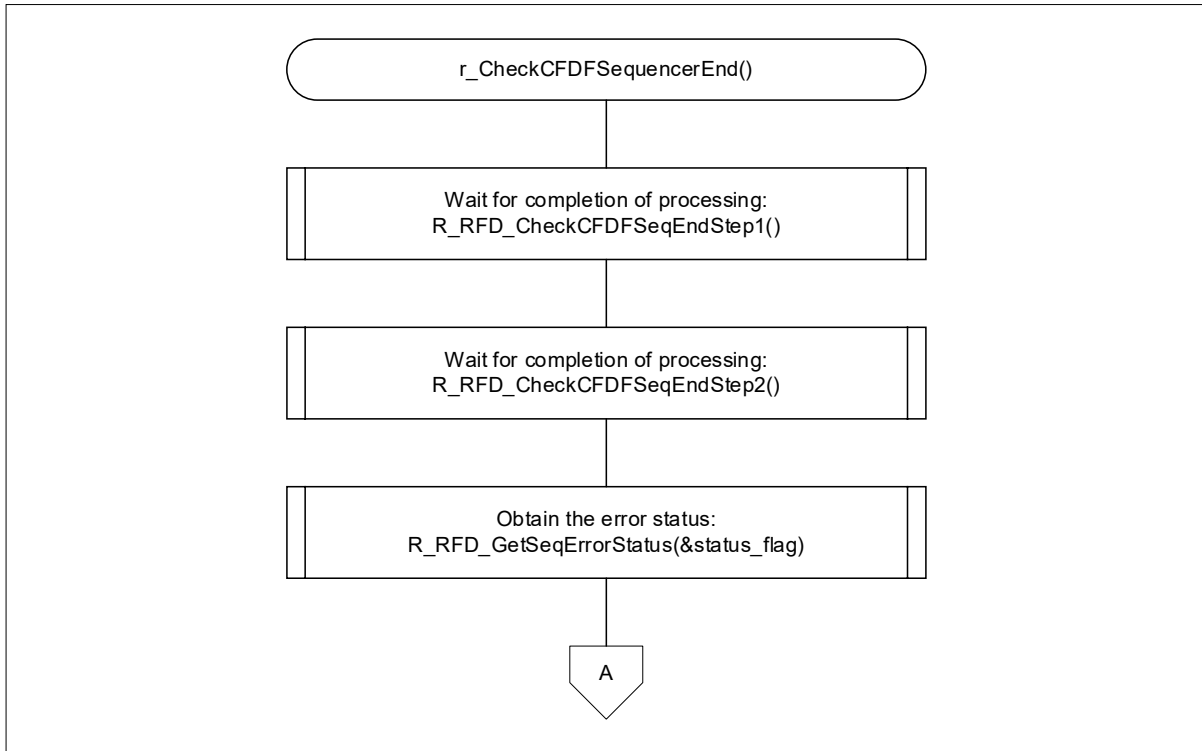 r_CheckCFDFSequencerEnd()
Wait for completion of processing:
R_RFD_CheckCFDFSeqEndStep1()
Wait for completion of processing:
R_RFD_CheckCFDFSeqEndStep2()
Obtain the error status:
R_RFD_GetSeqErrorStatus(&status_flag)
A